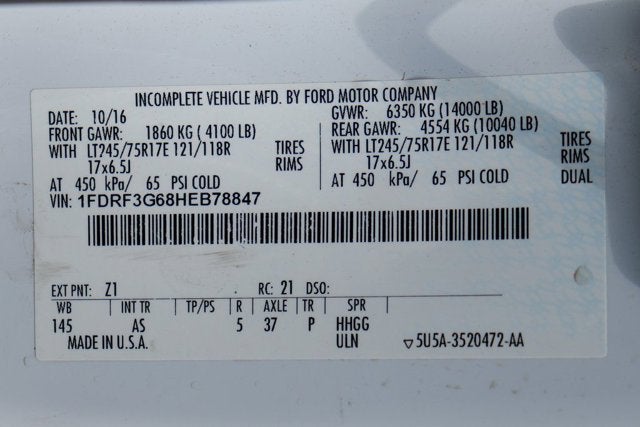 INCOMPLETE VEHICLE MFD. BY FORD MOTOR COMPANY
DATE: 10/16 GVWR: 6350 KG (14000 LB)
FRONT GAWR: 1860 KG ( 4100 LB) REAR GAWR: 4554 KG (10040 LB)
WITH LT245/75R17E 121/118R TIRES WITH LT245/75R17E 121/118R TIRES
17x6.5J RIMS 17x6.5J RIMS
AT 450 kPa/ 65 PSI COLD AT 450 kPa/ 65 PSI COLD DUAL
VIN: 1FDRF3G68HEB78847
EXT PNT: Z1 RC: 21 DSO:
WB INT TR TP/PS R AXLE TR SPR
145 AS 5 37 P HHGG
MADE IN U.S.A. ULN ▽5U5A-3520472-AA